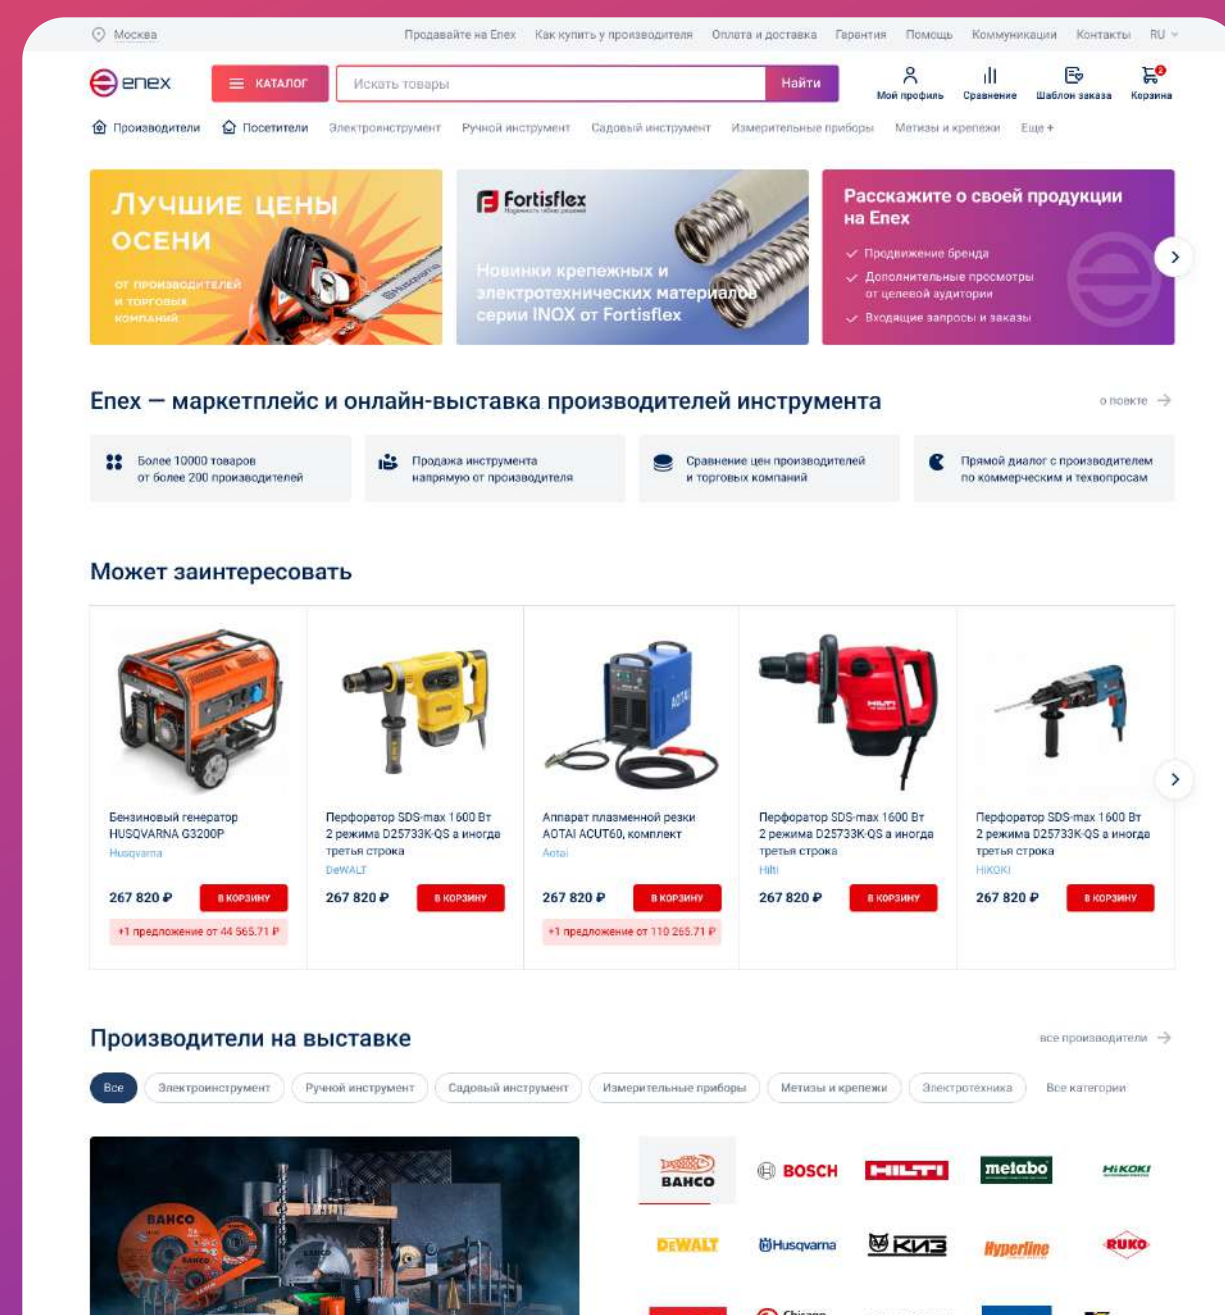 Москва
Продавайте на Enex Как купить у производителя Оплата и доставка Гарантия Помощь Коммуникации Контакты RU
enex
КАТАЛОГ
Искать товары
Найти
Мой профиль Сравнение Шаблон заказа Корзина
2
Производители Посетители Электроинструмент Ручной инструмент Садовый инструмент Измерительные приборы Метизы и крепежи Еще +
Лучшие цены
осени
от производителей
и торговых
компаний
Husqvarna
Fortisflex
Новинки крепежных и
электротехнических материалов
серии INOX от Fortisflex
Расскажите о своей продукции
на Enex
Продвижение бренда
Дополнительные просмотры
от целевой аудитории
Входящие запросы и заказы
Enex — маркетплейс и онлайн-выставка производителей инструмента
о поекте
Более 10000 товаров
от более 200 производителей
Продажа инструмента
напрямую от производителя
Сравнение цен производителей
и торговых компаний
Прямой диалог с производителем
по коммерческим и техвопросам
Может заинтересовать
AOTAI
HILTI
Бензиновый генератор
HUSQVARNA G3200P
Husqvarna
267 820 ₽
В КОРЗИНУ
+1 предложение от 44 565.71 ₽
Перфоратор SDS-max 1600 Вт
2 режима D25733K-QS а иногда
третья строка
DeWALT
267 820 ₽
В КОРЗИНУ
Аппарат плазменной резки
AOTAI ACUT60, комплект
Aotai
267 820 ₽
В КОРЗИНУ
+1 предложение от 110 265.71 ₽
Перфоратор SDS-max 1600 Вт
2 режима D25733K-QS а иногда
третья строка
Hilti
267 820 ₽
В КОРЗИНУ
Перфоратор SDS-max 1600 Вт
2 режима D25733K-QS а иногда
третья строка
HiKOKI
267 820 ₽
В КОРЗИНУ
Производители на выставке
все производители
Все Электроинструмент Ручной инструмент Садовый инструмент Измерительные приборы Метизы и крепежи Электротехника Все категории
BAHCO
BAHCO BOSCH HILTI metabo HiKOKI
DEWALT Husqvarna КИЗ Hyperline RUKO
Chicago